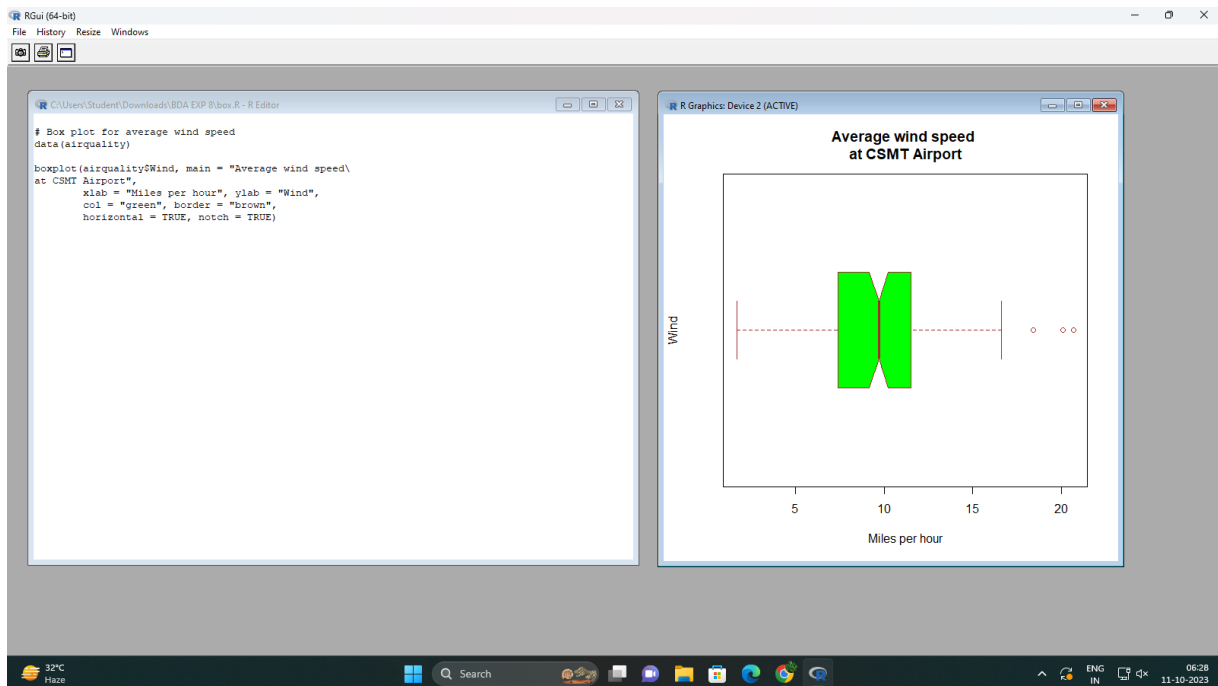 RGui (64-bit)
File History Resize Windows
C:\Users\Student\Downloads\BDA EXP 8\box.R - R Editor
# Box plot for average wind speed
data(airquality)
boxplot(airquality$Wind, main = "Average wind speed\
at CSMT Airport",
xlab = "Miles per hour", ylab = "Wind",
col = "green", border = "brown",
horizontal = TRUE, notch = TRUE)
R Graphics: Device 2 (ACTIVE)
Average wind speed
at CSMT Airport
Wind
5 10 15 20
Miles per hour
32°C
Haze
Search
ENG
IN
06:28
11-10-2023